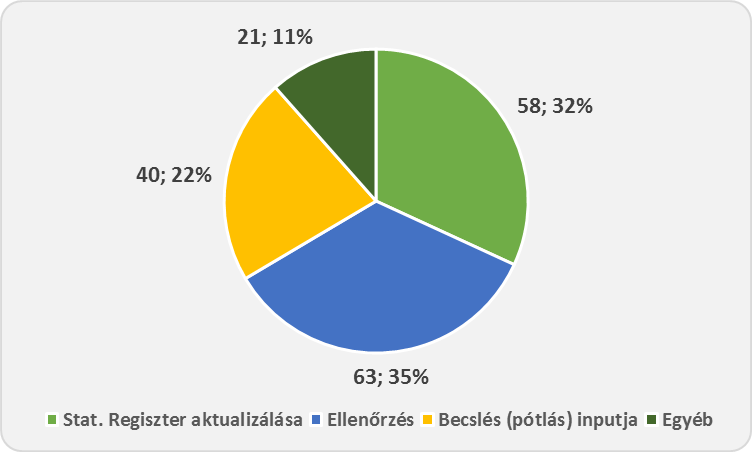 21; 11%
58; 32%
40; 22%
63; 35%
Stat. Regiszter aktualizálása Ellenőrzés Becslés (pótlás) inputja Egyéb